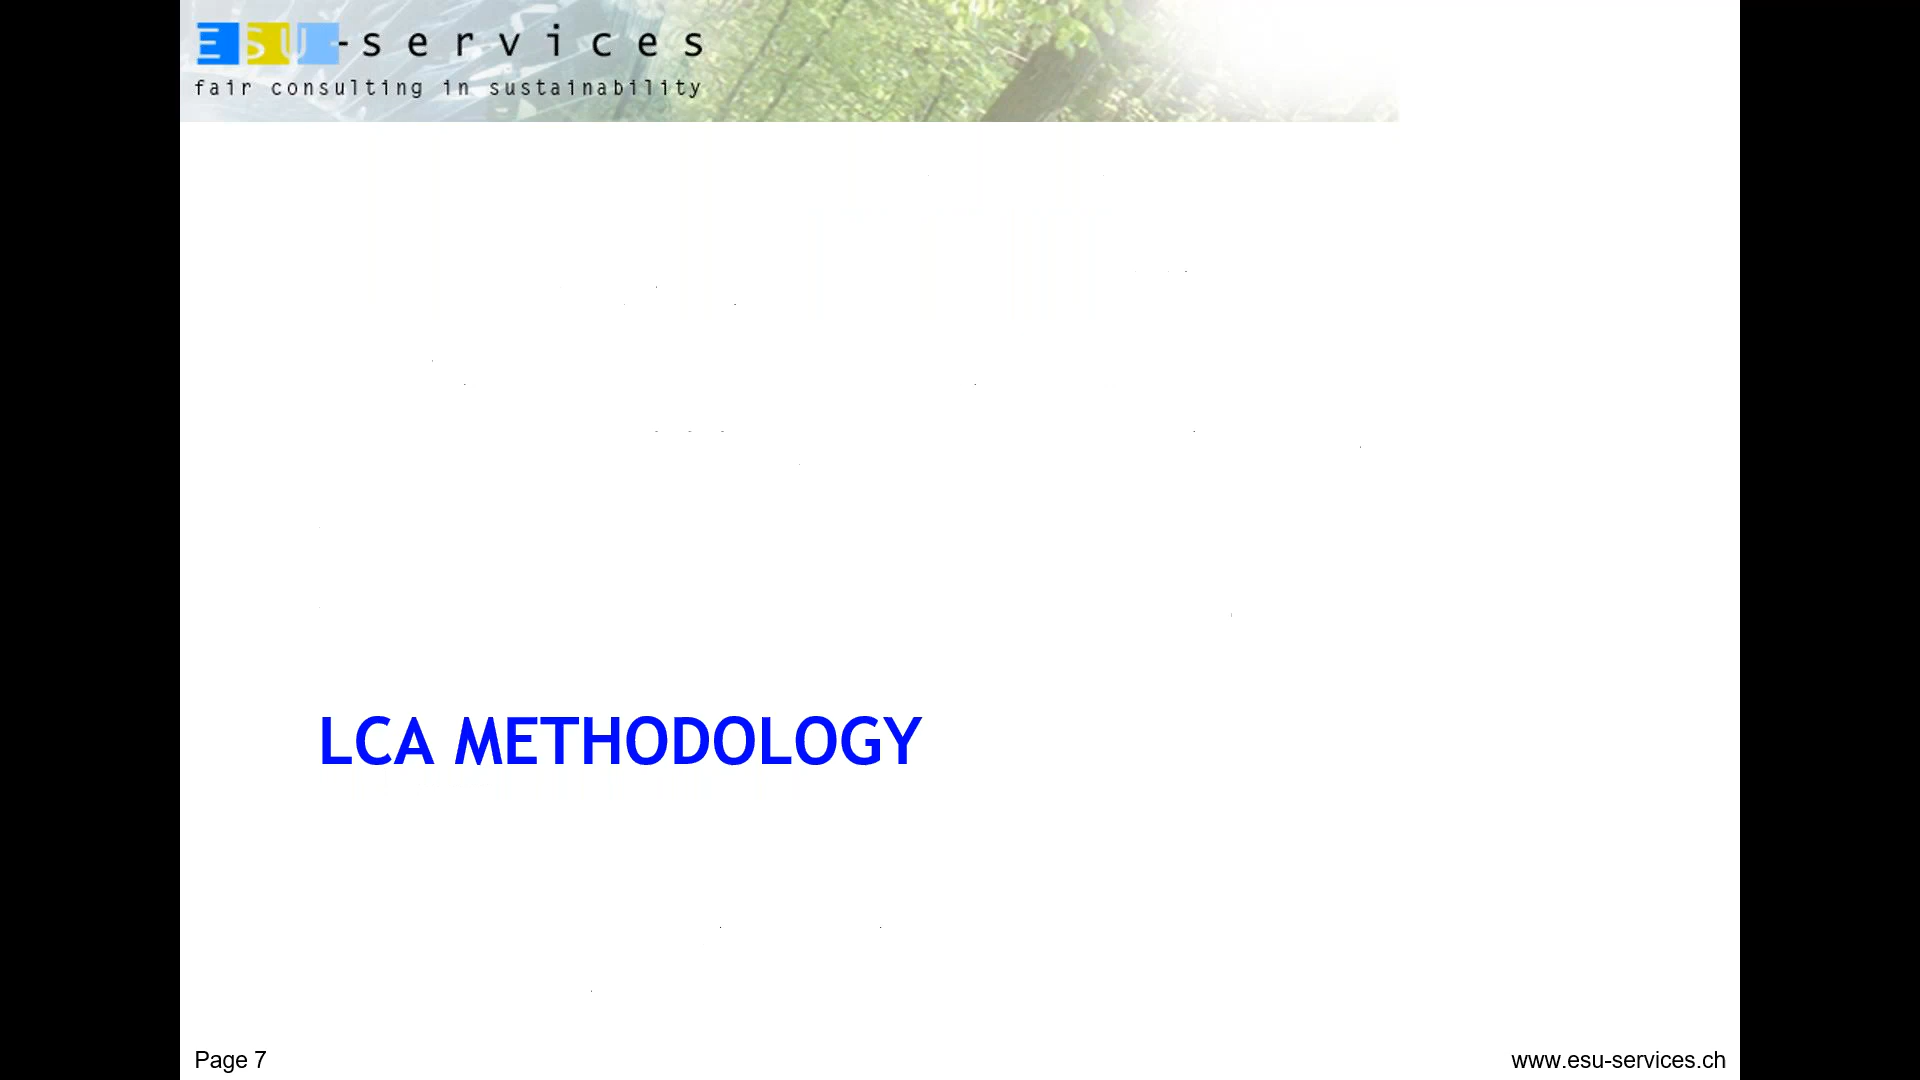 ESU-services
fair consulting in sustainability
LCA METHODOLOGY
Page 7
www.esu-services.ch